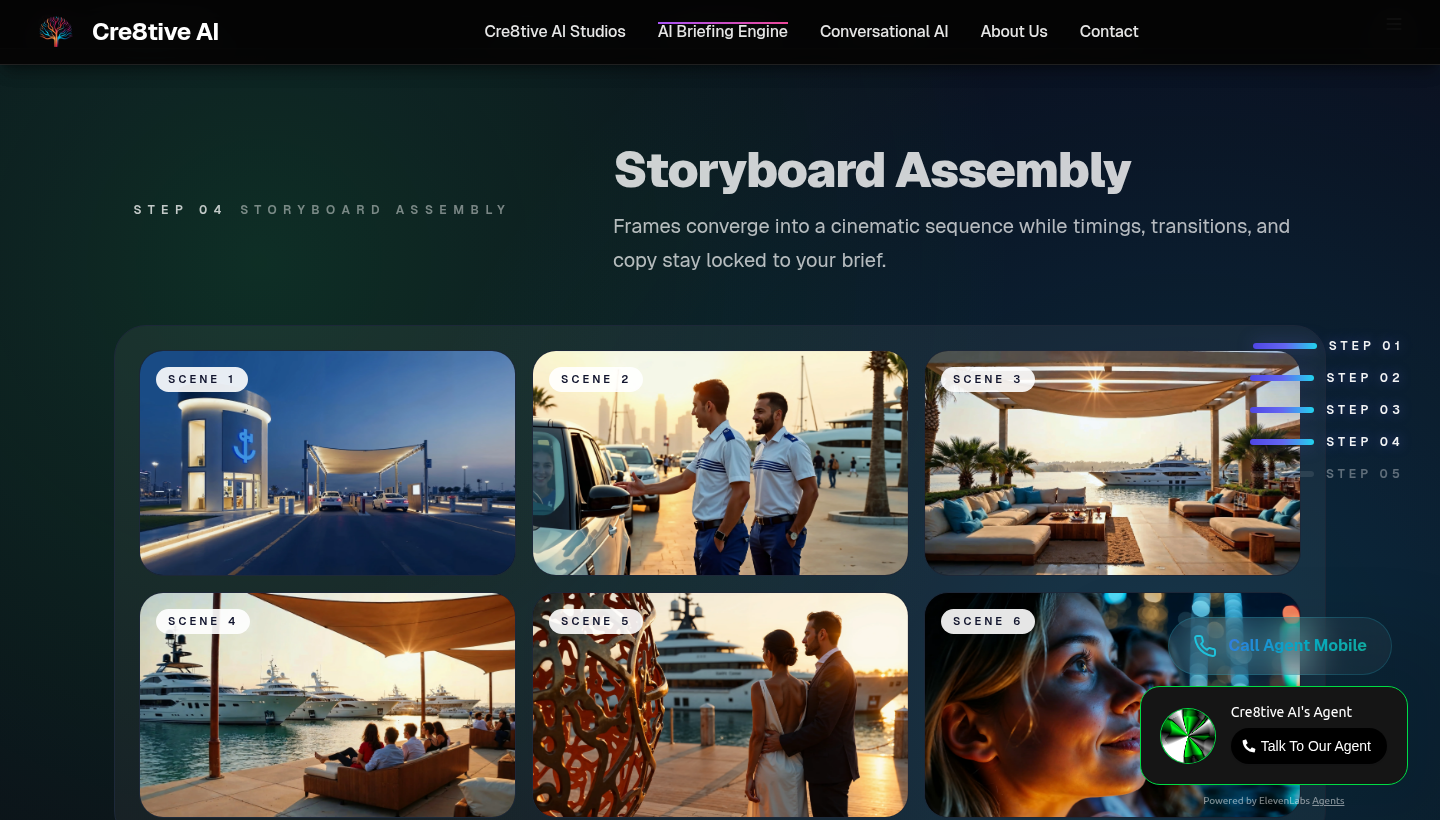 Cre8tive AI
Cre8tive AI Studios
AI Briefing Engine
Conversational AI
About Us
Contact
STEP 04 STORYBOARD ASSEMBLY
Storyboard Assembly
Frames converge into a cinematic sequence while timings, transitions, and
copy stay locked to your brief.
SCENE 1
SCENE 2
SCENE 3
STEP 01
STEP 02
STEP 03
STEP 04
STEP 05
SCENE 4
SCENE 5
SCENE 6
Call Agent Mobile
Cre8tive AI's Agent
Talk To Our Agent
Powered by ElevenLabs Agents